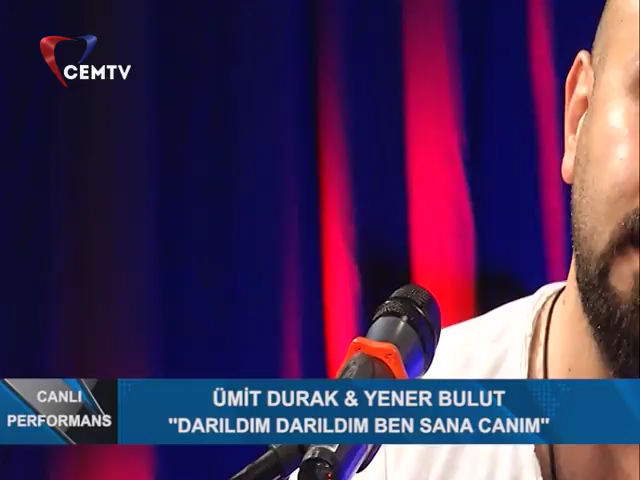 CEMTV
CANLI
PERFORMANS
ÜMİT DURAK & YENER BULUT
"DARILDIM DARILDIM BEN SANA CANIM"